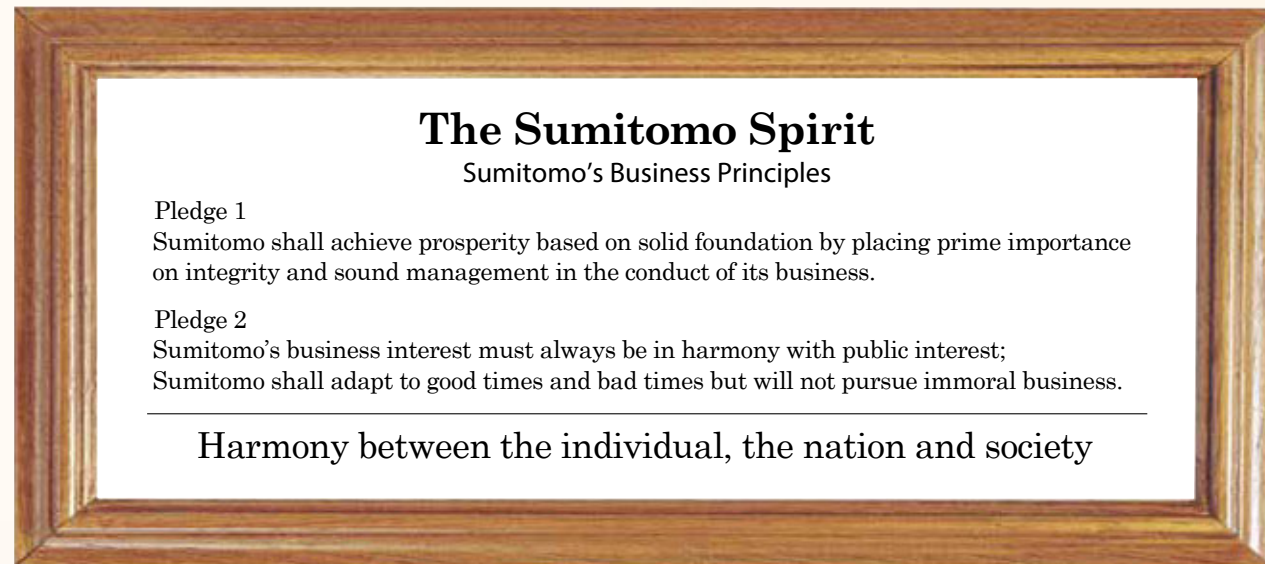 The Sumitomo Spirit
Sumitomo’s Business Principles
Pledge 1
Sumitomo shall achieve prosperity based on solid foundation by placing prime importance
on integrity and sound management in the conduct of its business.
Pledge 2
Sumitomo’s business interest must always be in harmony with public interest;
Sumitomo shall adapt to good times and bad times but will not pursue immoral business.
Harmony between the individual, the nation and society